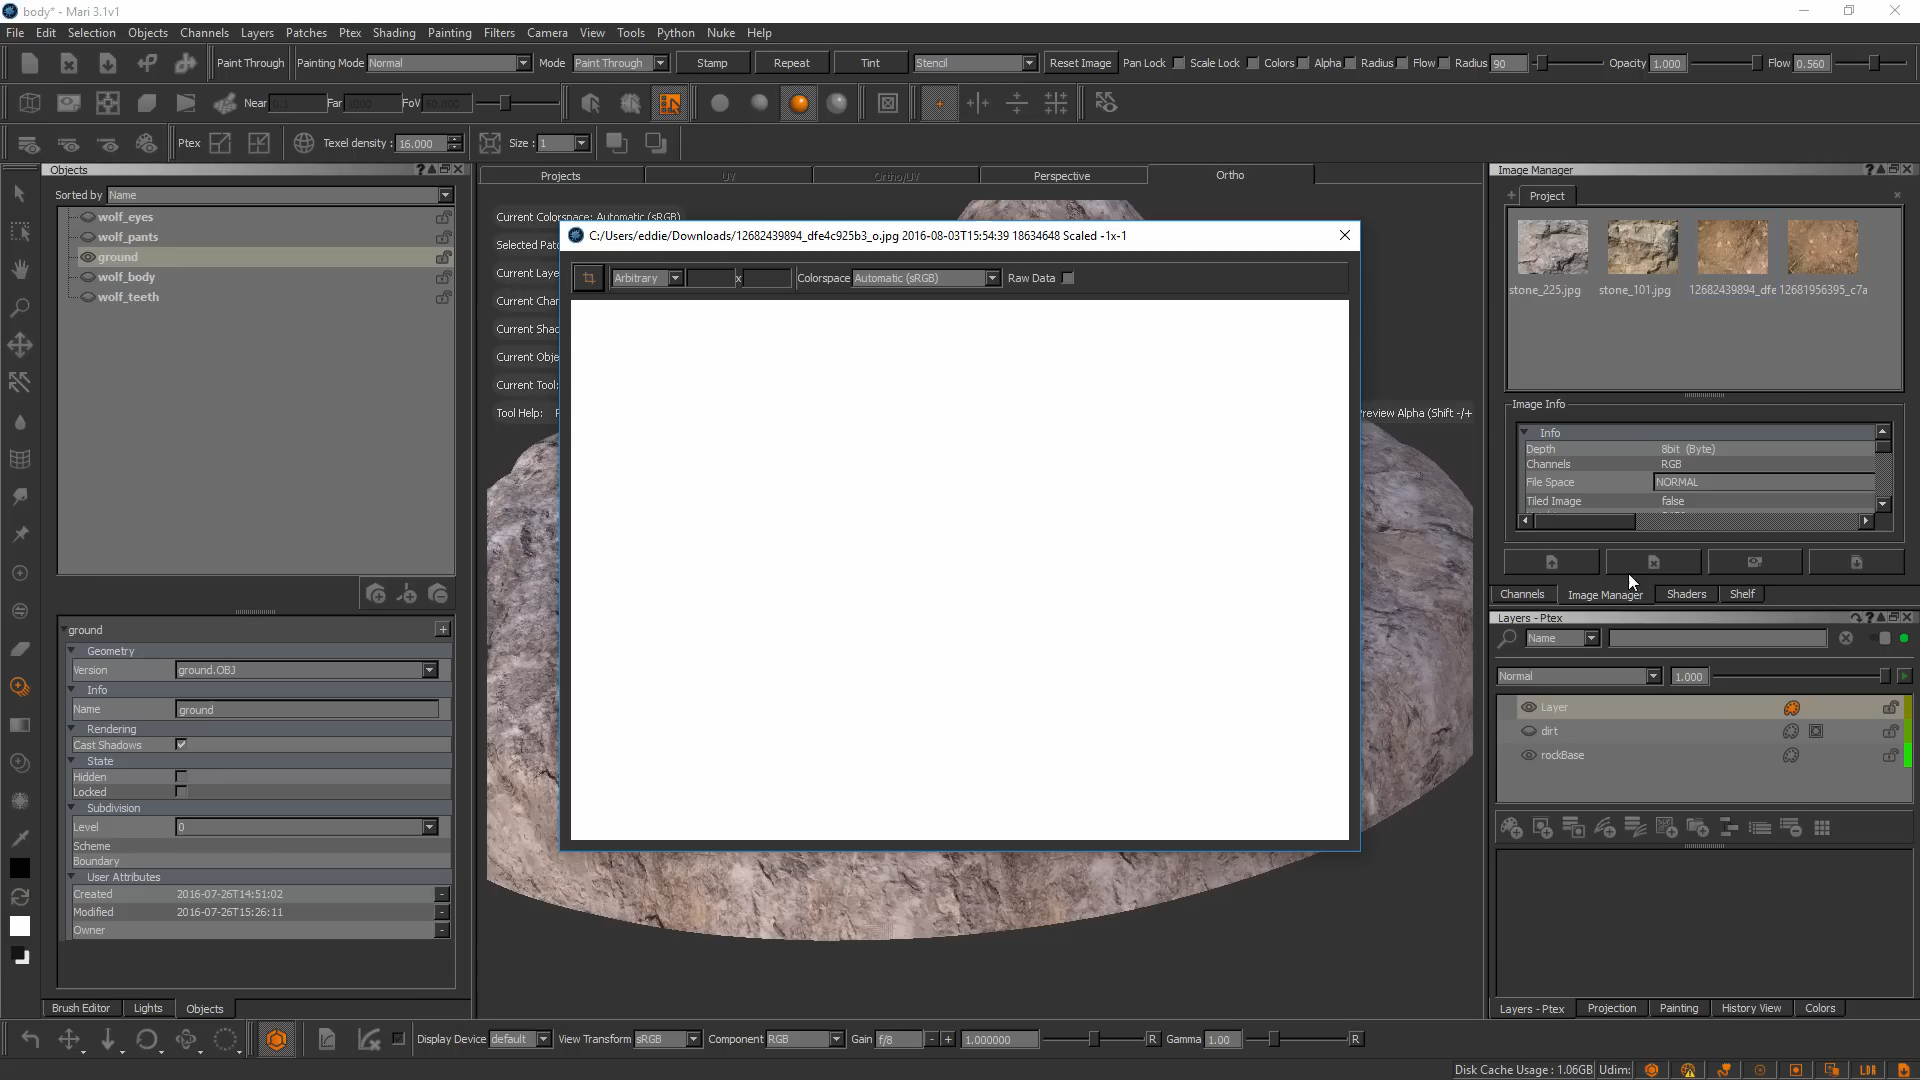 body* - Mari 3.1v1
File Edit Selection Objects Channels Layers Patches Ptex Shading Painting Filters Camera View Tools Python Nuke Help
Paint Through Painting Mode Normal Mode Paint Through Stamp Repeat Tint Stencil Reset Image Pan Lock Scale Lock Colors Alpha Radius Flow Radius 90 Opacity 1.000 Flow 0.560
Near 0.1 Far FoV
Ptex Texel density : 16.000 Size : 1
Objects
Sorted by Name
wolf_eyes
wolf_pants
ground
wolf_body
wolf_teeth
ground
Geometry
Version ground.OBJ
Info
Name ground
Rendering
Cast Shadows
State
Hidden
Locked
Subdivision
Level 0
Scheme
Boundary
User Attributes
Created 2016-07-26T14:51:02
Modified 2016-07-26T15:26:11
Owner
Brush Editor Lights Objects
Projects UV Ortho/UV Perspective Ortho
Current Colorspace: Automatic (sRGB)
Selected Patc
Current Laye
Current Char
Current Shad
Current Obje
Current Tool:
Tool Help:
review Alpha (Shift -/+
C:/Users/eddie/Downloads/12682439894_dfe4c925b3_o.jpg 2016-08-03T15:54:39 18634648 Scaled -1x-1
Arbitrary x Colorspace Automatic (sRGB) Raw Data
Image Manager
+ Project
stone_225.jpg stone_101.jpg 12682439894_dfe 12681956395_c7a
Image Info
Info
Depth 8bit (Byte)
Channels RGB
File Space NORMAL
Tiled Image false
Channels Image Manager Shaders Shelf
Layers - Ptex
Name
Normal 1.000
Layer
dirt
rockBase
Layers - Ptex Projection Painting History View Colors
Display Device default View Transform sRGB Component RGB Gain f/8 - + 1.000000 R Gamma 1.00 R
Disk Cache Usage : 1.06GB Udim: LDR